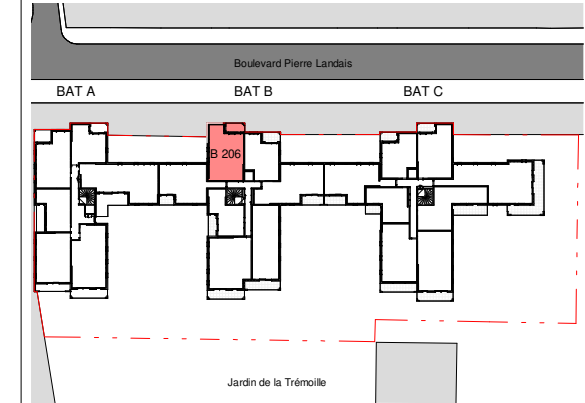 Boulevard Pierre Landais
BAT A BAT B BAT C
B 206
Jardin de la Trémoille